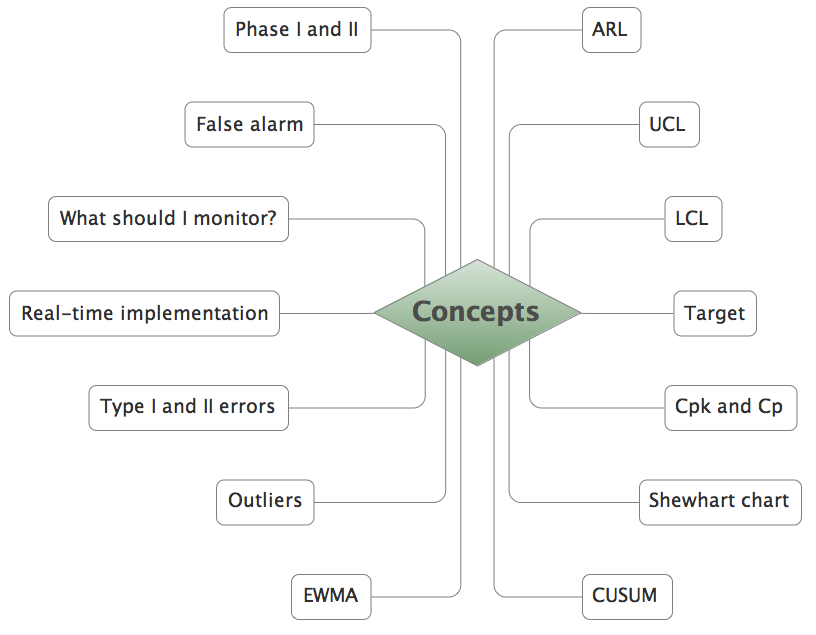 Phase I and II
ARL
False alarm
UCL
What should I monitor?
LCL
Real-time implementation
Concepts
Target
Type I and II errors
Cpk and Cp
Outliers
Shewhart chart
EWMA
CUSUM